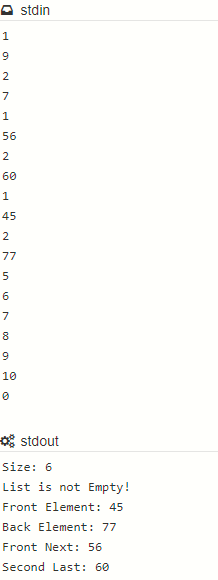 stdin
1
9
2
7
1
56
2
60
1
45
2
77
5
6
7
8
9
10
0
stdout
Size: 6
List is not Empty!
Front Element: 45
Back Element: 77
Front Next: 56
Second Last: 60